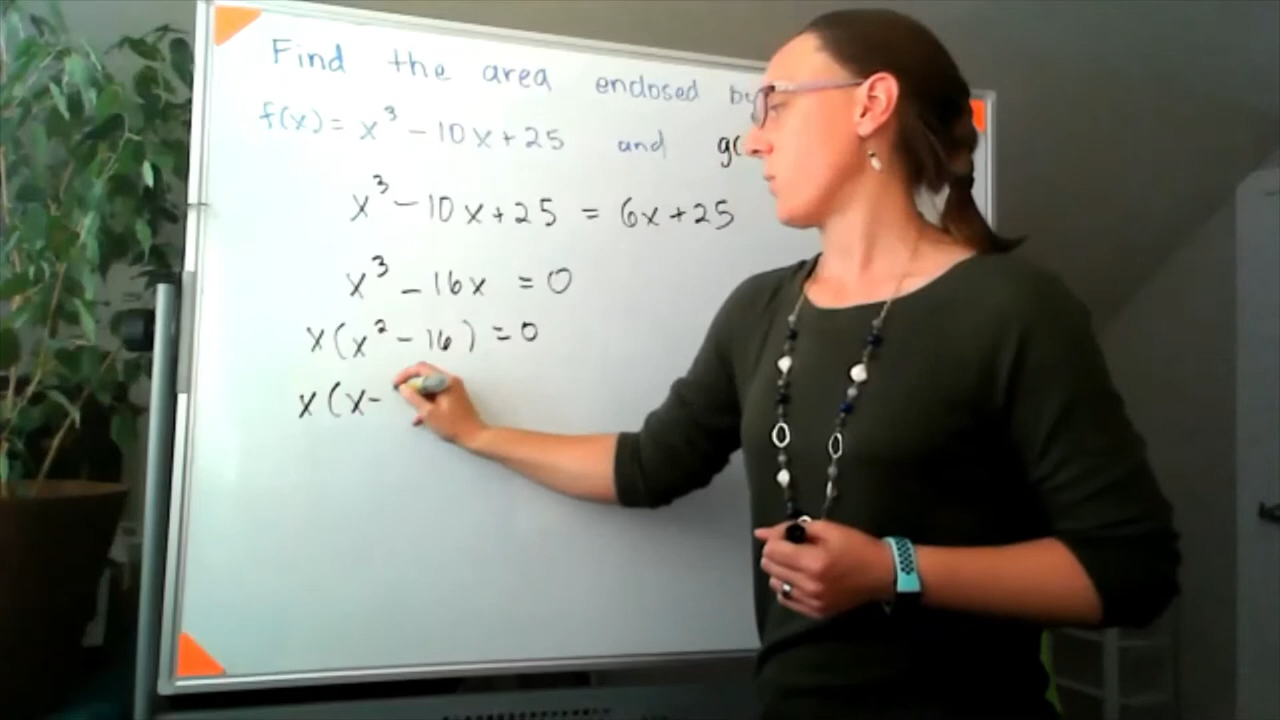 Find the area enclosed by
f(x) = x³ - 10x + 25 and g(
x³ - 10x + 25 = 6x + 25
x³ - 16x = 0
x(x² - 16) = 0
x(x-